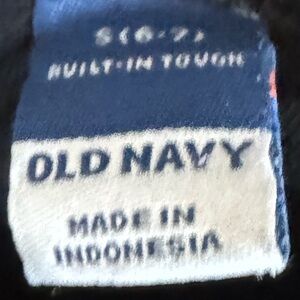 S (6-7)
BUILT-IN TOUGH
OLD NAVY
MADE IN
INDONESIA